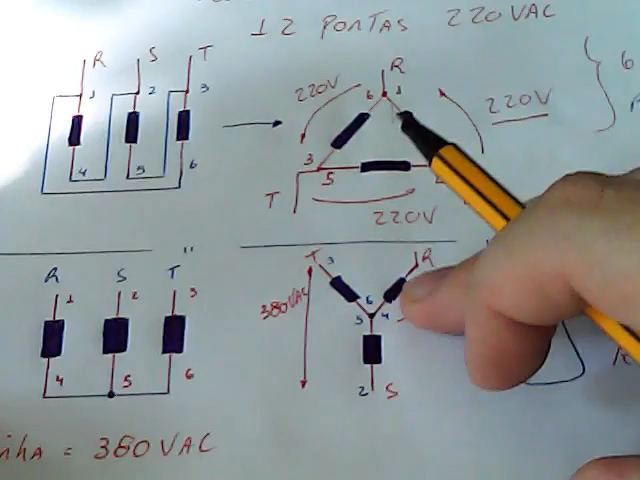 12 PONTAS 220VAC
R S T
1 2 3
4 5 6
R
6 1
220V
220V
3 5
T
220V
6
"
R S T
1 2 3
4 5 6
T 3 R
380VAC
6
5 4
2 S
= 380VAC